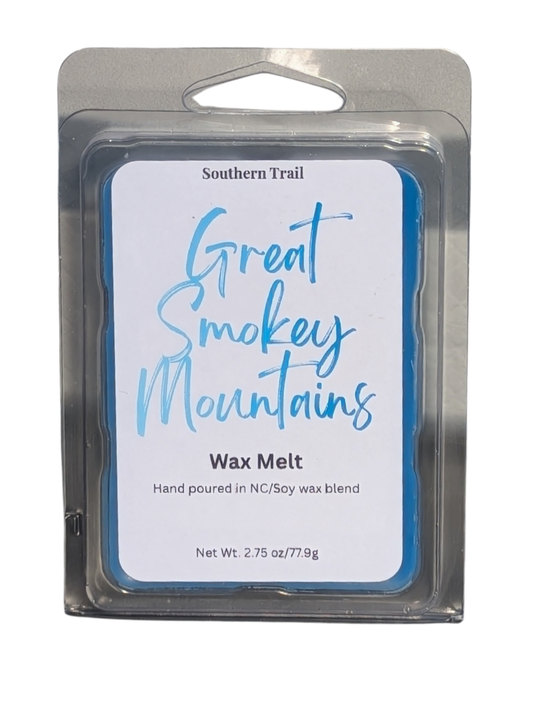 Southern Trail
Great
Smokey
Mountains
Wax Melt
Hand poured in NC/Soy wax blend
Net Wt. 2.75 oz/77.9g